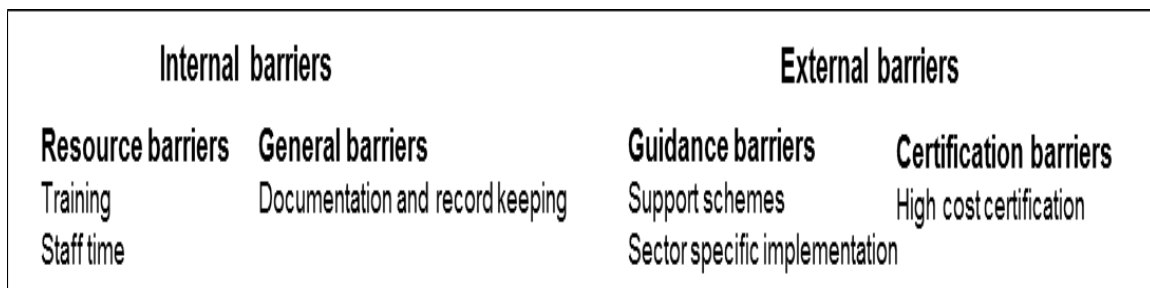 Internal barriers
External barriers
Resource barriers
Training
Staff time
General barriers
Documentation and record keeping
Guidance barriers
Support schemes
Sector specific implementation
Certification barriers
High cost certification